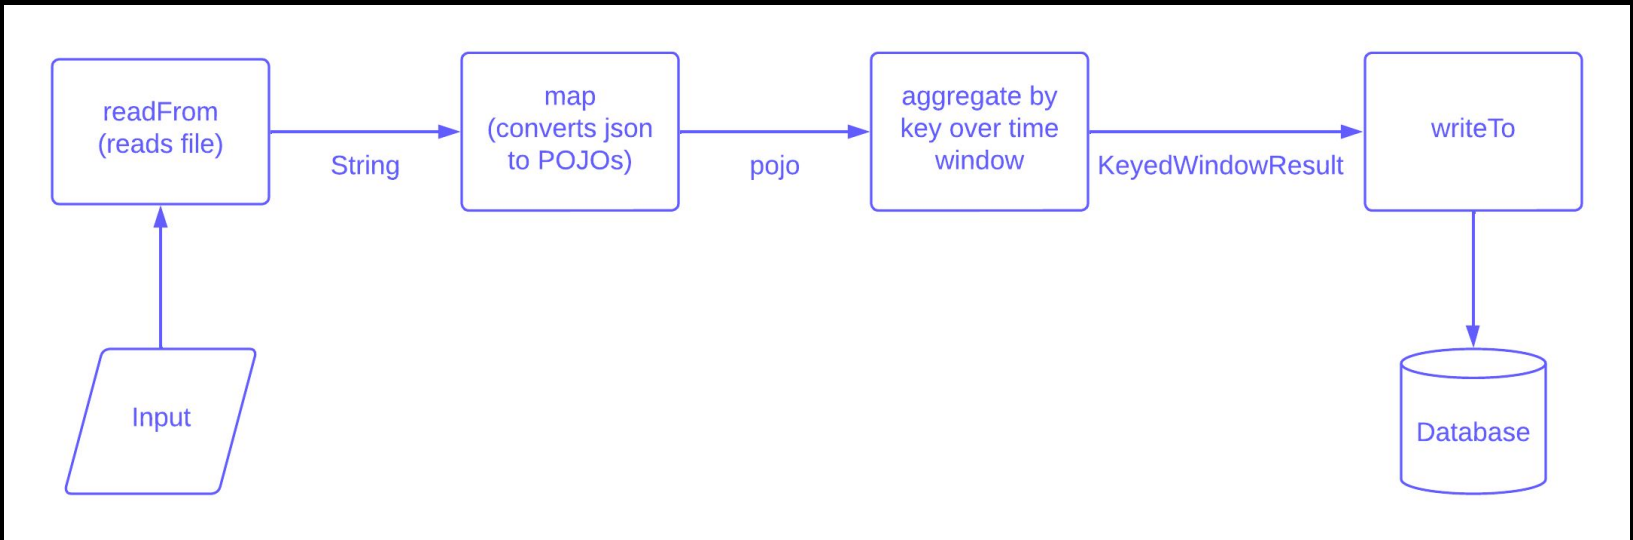 readFrom
(reads file)
String
map
(converts json
to POJOs)
pojo
aggregate by
key over time
window
KeyedWindowResult
writeTo
Input
Database